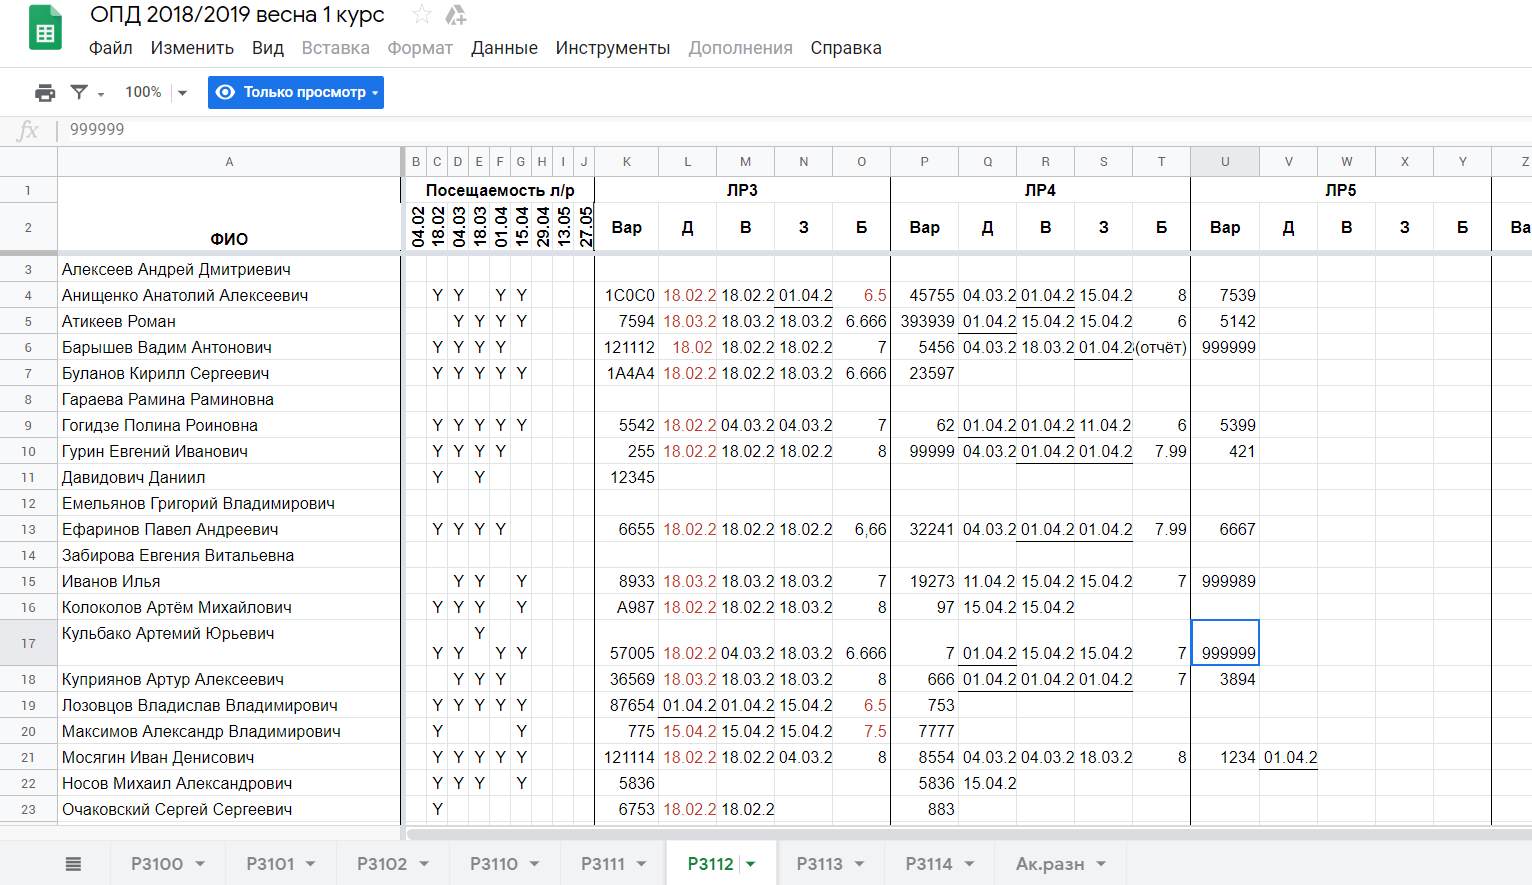 ОПД 2018/2019 весна 1 курс
Файл Изменить Вид Вставка Формат Данные Инструменты Дополнения Справка
100% Только просмотр
fx 999999
A B C D E F G H I J K L M N O P Q R S T U V W X Y Z
1 Посещаемость л/р ЛР3 ЛР4 ЛР5
2 ФИО 04.02 18.02 04.03 18.03 01.04 15.04 29.04 13.05 27.05 Вар Д В З Б Вар Д В З Б Вар Д В З Б Ва
3 Алексеев Андрей Дмитриевич
4 Анищенко Анатолий Алексеевич Y Y Y Y 1C0C0 18.02.2 18.02.2 01.04.2 6.5 45755 04.03.2 01.04.2 15.04.2 8 7539
5 Атикеев Роман Y Y Y Y 7594 18.03.2 18.03.2 18.03.2 6.666 393939 01.04.2 15.04.2 15.04.2 6 5142
6 Барышев Вадим Антонович Y Y Y Y 121112 18.02 18.02.2 18.02.2 7 5456 04.03.2 18.03.2 01.04.2 (отчёт) 999999
7 Буланов Кирилл Сергеевич Y Y Y Y Y 1A4A4 18.02.2 18.02.2 18.03.2 6.666 23597
8 Гараева Рамина Раминовна
9 Гогидзе Полина Роиновна Y Y Y Y Y 5542 18.02.2 04.03.2 04.03.2 7 62 01.04.2 01.04.2 11.04.2 6 5399
10 Гурин Евгений Иванович Y Y Y Y 255 18.02.2 18.02.2 18.02.2 8 99999 04.03.2 01.04.2 01.04.2 7.99 421
11 Давидович Даниил Y Y 12345
12 Емельянов Григорий Владимирович
13 Ефаринов Павел Андреевич Y Y Y Y 6655 18.02.2 18.02.2 18.02.2 6,66 32241 04.03.2 01.04.2 01.04.2 7.99 6667
14 Забирова Евгения Витальевна
15 Иванов Илья Y Y Y 8933 18.03.2 18.03.2 18.03.2 7 19273 11.04.2 15.04.2 15.04.2 7 999989
16 Колоколов Артём Михайлович Y Y Y Y A987 18.02.2 18.02.2 18.03.2 8 97 15.04.2 15.04.2
17 Кульбако Артемий Юрьевич Y Y Y Y Y 57005 18.02.2 04.03.2 18.03.2 6.666 7 01.04.2 15.04.2 15.04.2 7 999999
18 Куприянов Артур Алексеевич Y Y Y 36569 18.03.2 18.03.2 18.03.2 8 666 01.04.2 01.04.2 01.04.2 7 3894
19 Лозовцов Владислав Владимирович Y Y Y Y Y 87654 01.04.2 01.04.2 15.04.2 6.5 753
20 Максимов Александр Владимирович Y Y 775 15.04.2 15.04.2 15.04.2 7.5 7777
21 Мосягин Иван Денисович Y Y Y Y Y 121114 18.02.2 18.02.2 04.03.2 8 8554 04.03.2 04.03.2 18.03.2 8 1234 01.04.2
22 Носов Михаил Александрович Y Y Y Y 5836 5836 15.04.2
23 Очаковский Сергей Сергеевич Y 6753 18.02.2 18.02.2 883
P3100 P3101 P3102 P3110 P3111 P3112 P3113 P3114 Ак.разн